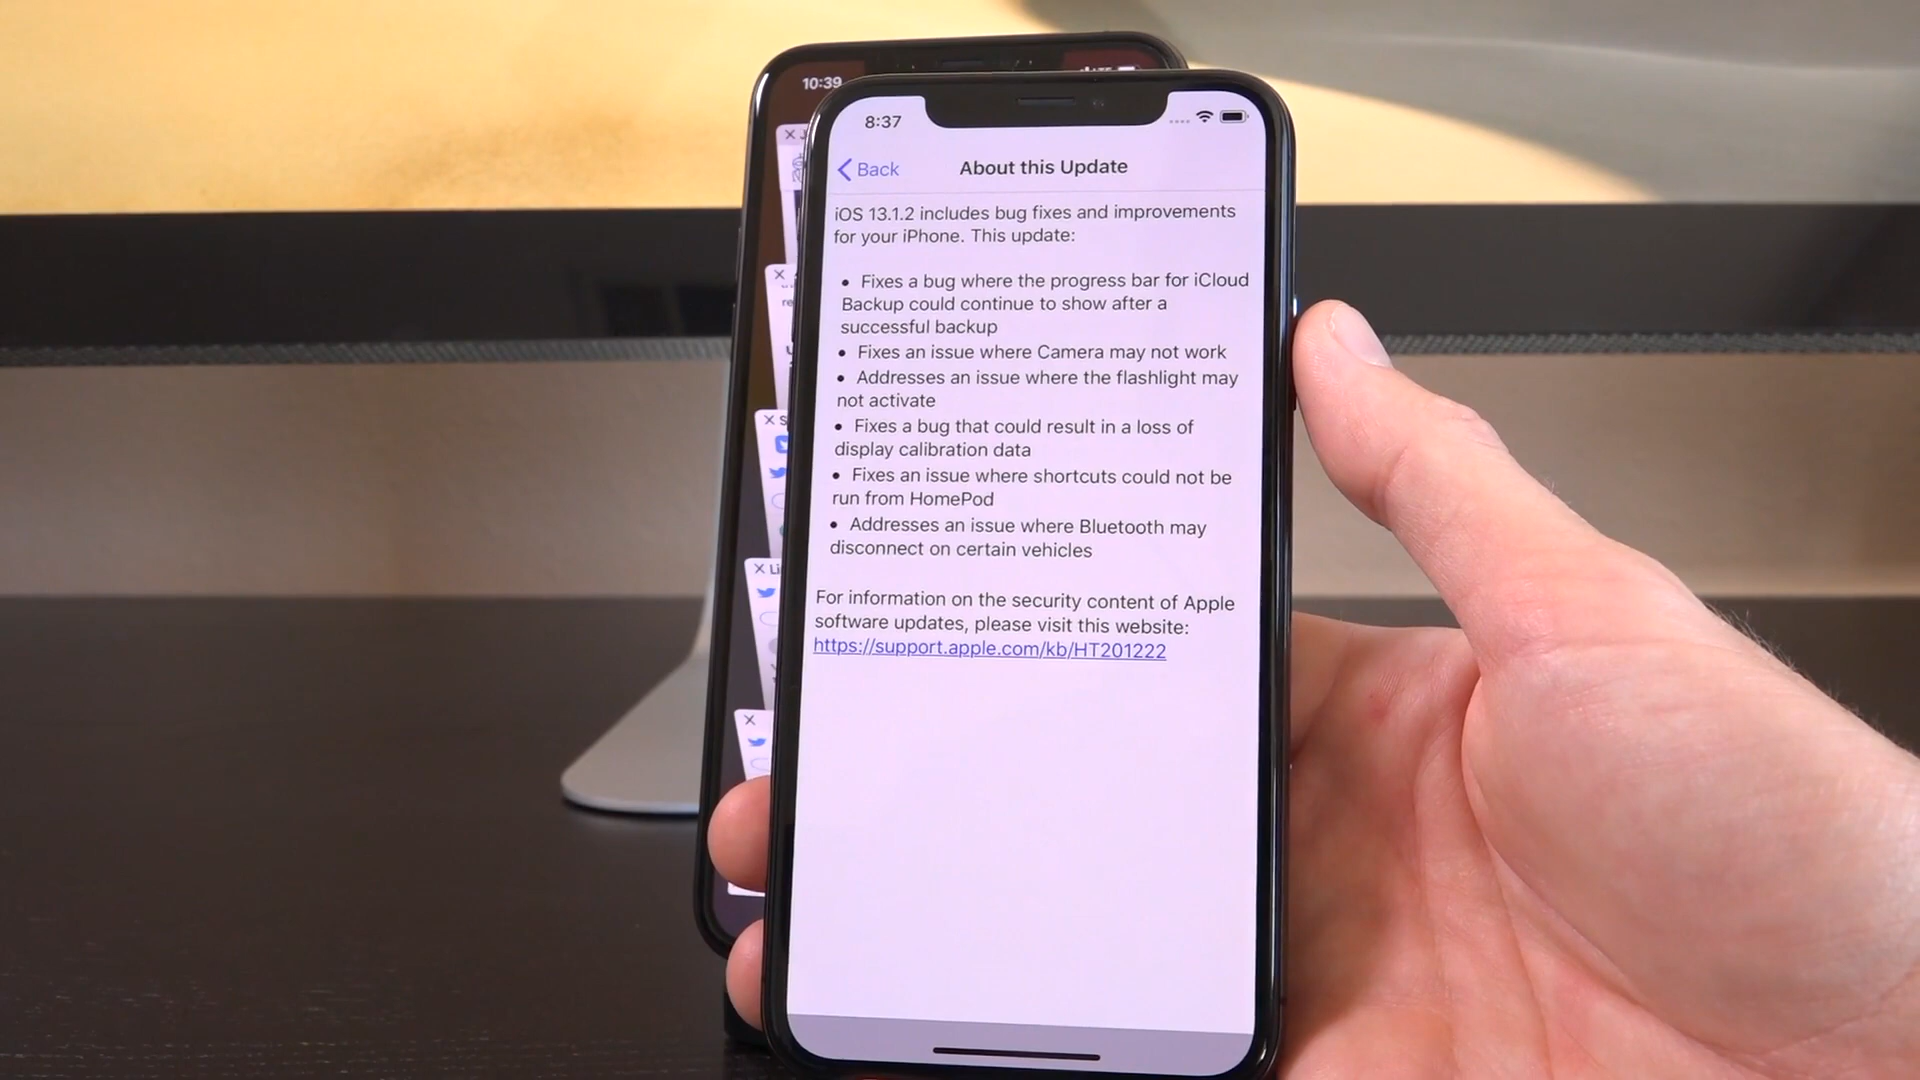 10:39
8:37
Back
About this Update
iOS 13.1.2 includes bug fixes and improvements
for your iPhone. This update:
• Fixes a bug where the progress bar for iCloud
Backup could continue to show after a
successful backup
• Fixes an issue where Camera may not work
• Addresses an issue where the flashlight may
not activate
• Fixes a bug that could result in a loss of
display calibration data
• Fixes an issue where shortcuts could not be
run from HomePod
• Addresses an issue where Bluetooth may
disconnect on certain vehicles
For information on the security content of Apple
software updates, please visit this website:
https://support.apple.com/kb/HT201222